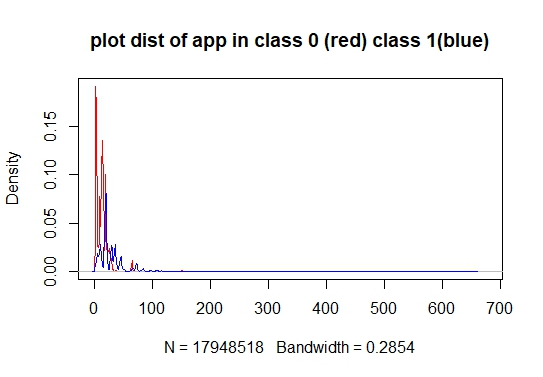 plot dist of app in class 0 (red) class 1(blue)
Density
0.15
0.10
0.05
0.00
0 100 200 300 400 500 600 700
N = 17948518 Bandwidth = 0.2854